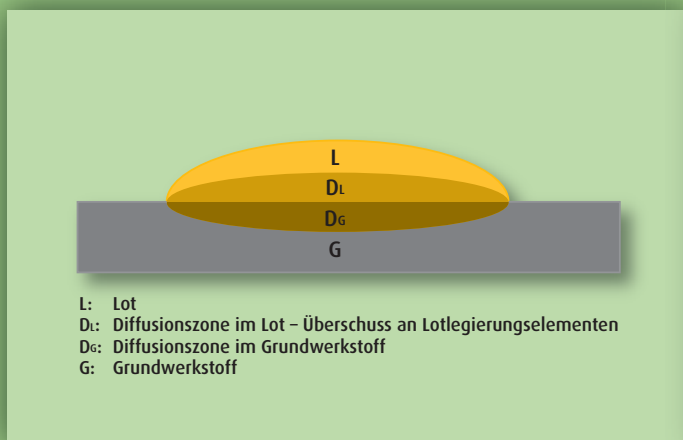 L
DL
DG
G
L: Lot
DL: Diffusionszone im Lot – Überschuss an Lotlegierungselementen
DG: Diffusionszone im Grundwerkstoff
G: Grundwerkstoff